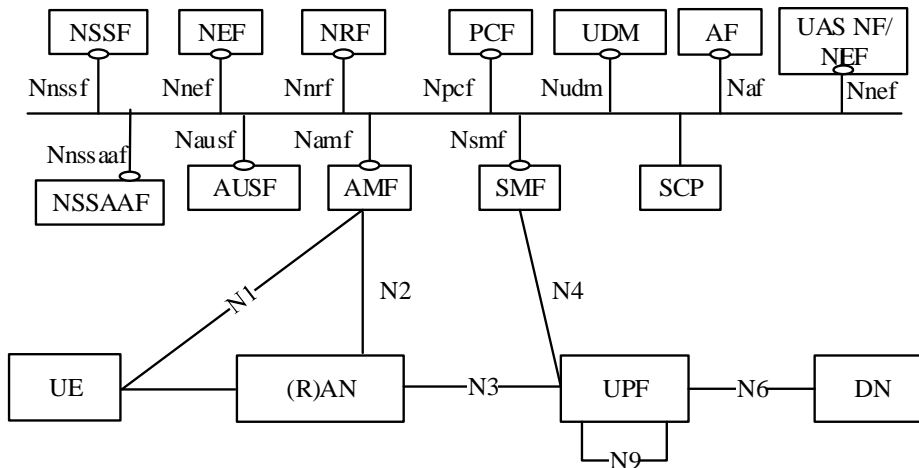 NSSF
NEF
NRF
PCF
UDM
AF
UAS NF/
NEF
Nnssf
Nnef
Nnrf
Npcf
Nudm
Naf
Nnef
Nnssaaf
Nausf
Namf
Nsmf
NSSAAF
AUSF
AMF
SMF
SCP
N1
N2
N4
UE
(R)AN
N3
UPF
N6
DN
N9